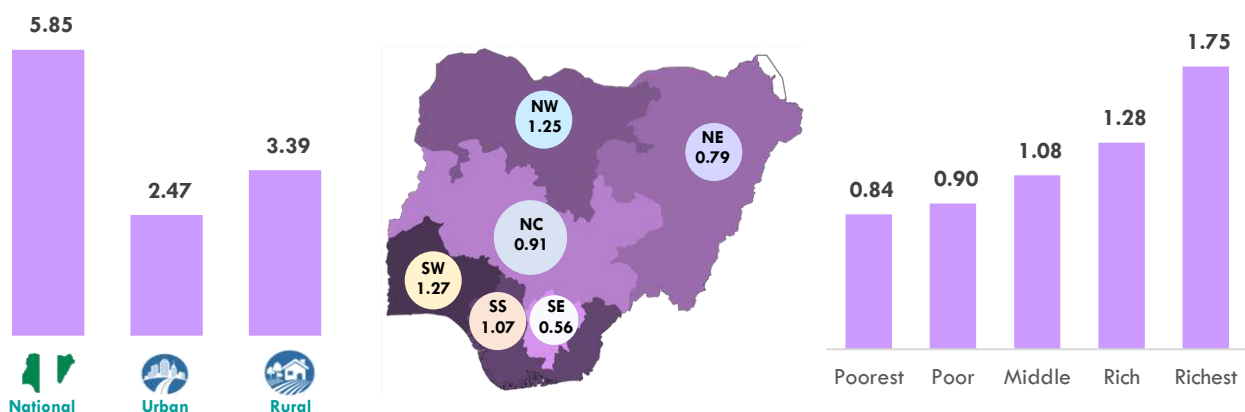 5.85
2.47
3.39
National
Urban
Rural
NW
1.25
NE
0.79
NC
0.91
SW
1.27
SS
1.07
SE
0.56
0.84
0.90
1.08
1.28
1.75
Poorest
Poor
Middle
Rich
Richest